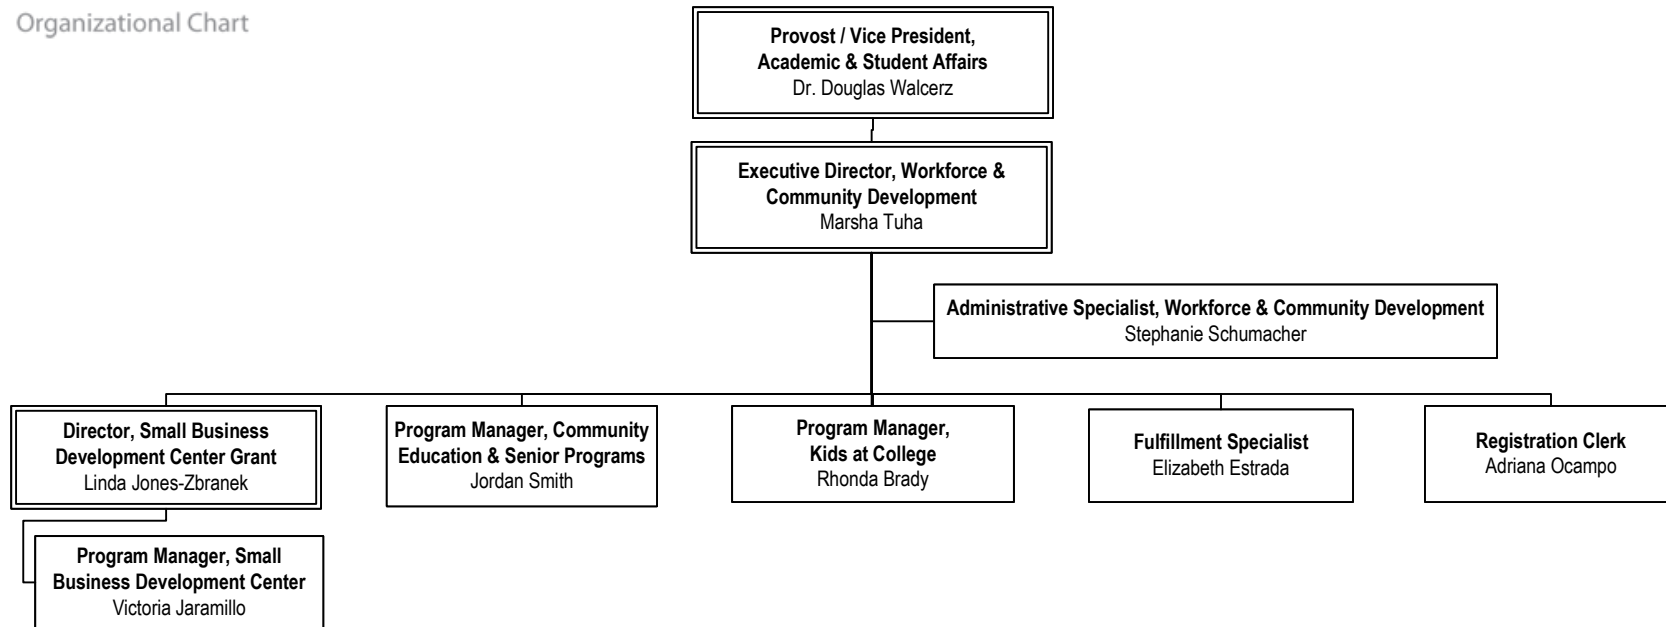 Organizational Chart
Provost / Vice President,
Academic & Student Affairs
Dr. Douglas Walcerz
Executive Director, Workforce &
Community Development
Marsha Tuha
Administrative Specialist, Workforce & Community Development
Stephanie Schumacher
Director, Small Business
Development Center Grant
Linda Jones-Zbranek
Program Manager, Community
Education & Senior Programs
Jordan Smith
Program Manager,
Kids at College
Rhonda Brady
Fulfillment Specialist
Elizabeth Estrada
Registration Clerk
Adriana Ocampo
Program Manager, Small
Business Development Center
Victoria Jaramillo